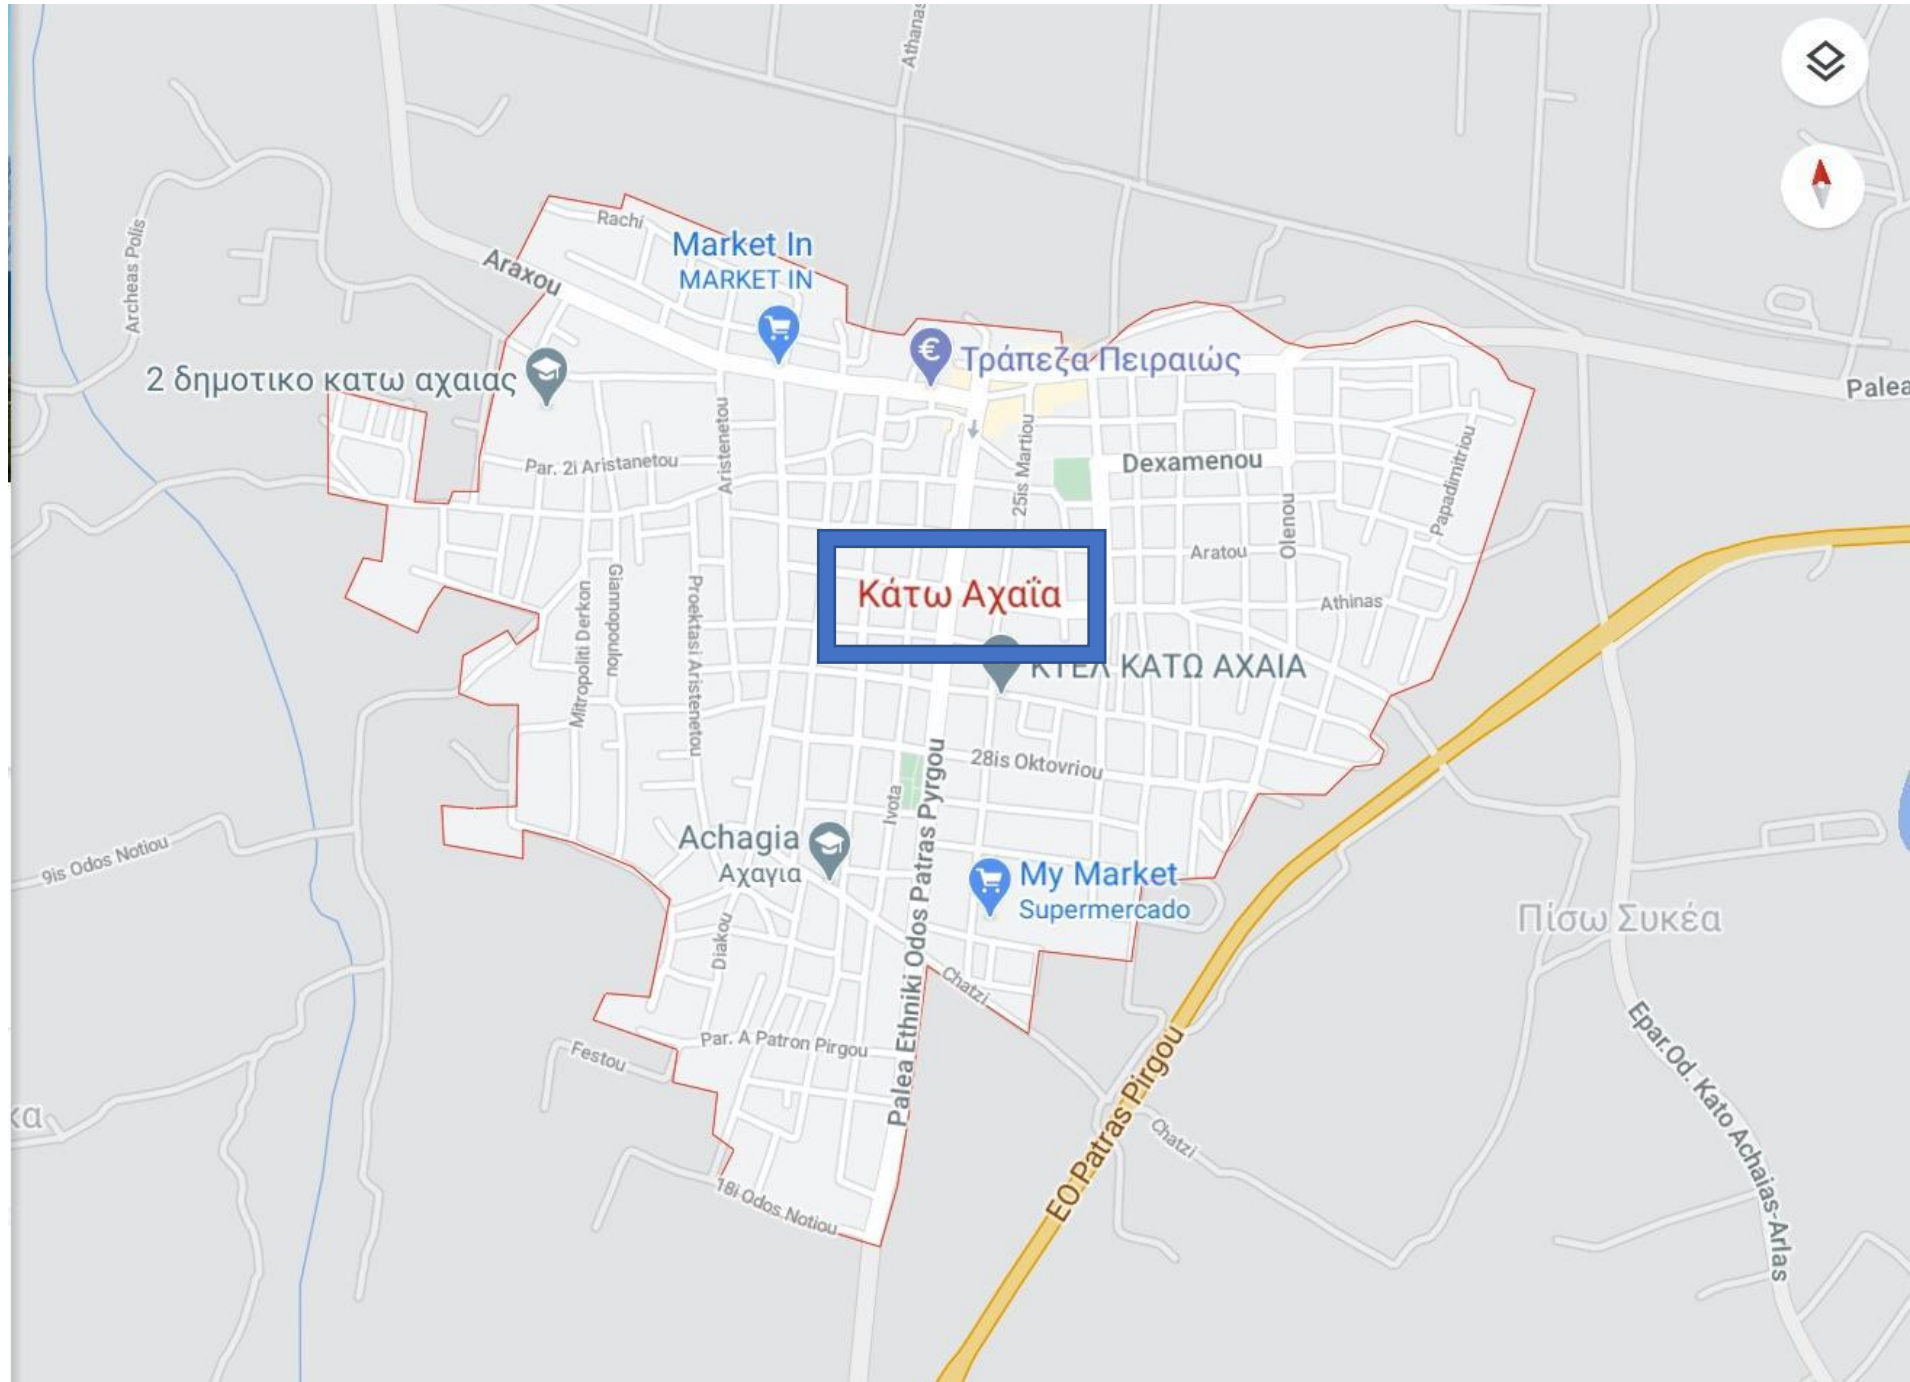 Athanas
Rachi
Market In
MARKET IN
Araxou
Archeas Polis
Τράπεζα Πειραιώς
2 δημοτικο κατω αχαιας
Palea
Aristenetou
25is Martiou
Papadimitriou
Par. 2i Aristanetou
Dexamenou
Olenou
Aratou
Κάτω Αχαΐα
Athinas
Mitropoliti Derkon
Giannopoulou
Proektasi Aristenetou
ΚΤΕΛ ΚΑΤΩ ΑΧΑΙΑ
28is Oktovriou
Ivota
Palea Ethniki Odos Patras Pyrgou
Achagia
Αχαγια
9is Odos Notiou
My Market
Supermercado
Πίσω Συκέα
Diakou
Chatzi
Par. A Patron Pirgou
Festou
Epar.Od. Kato Achaias-Arlas
EO Patras Pirgou
κα
Chatzi
18i Odos Notiou